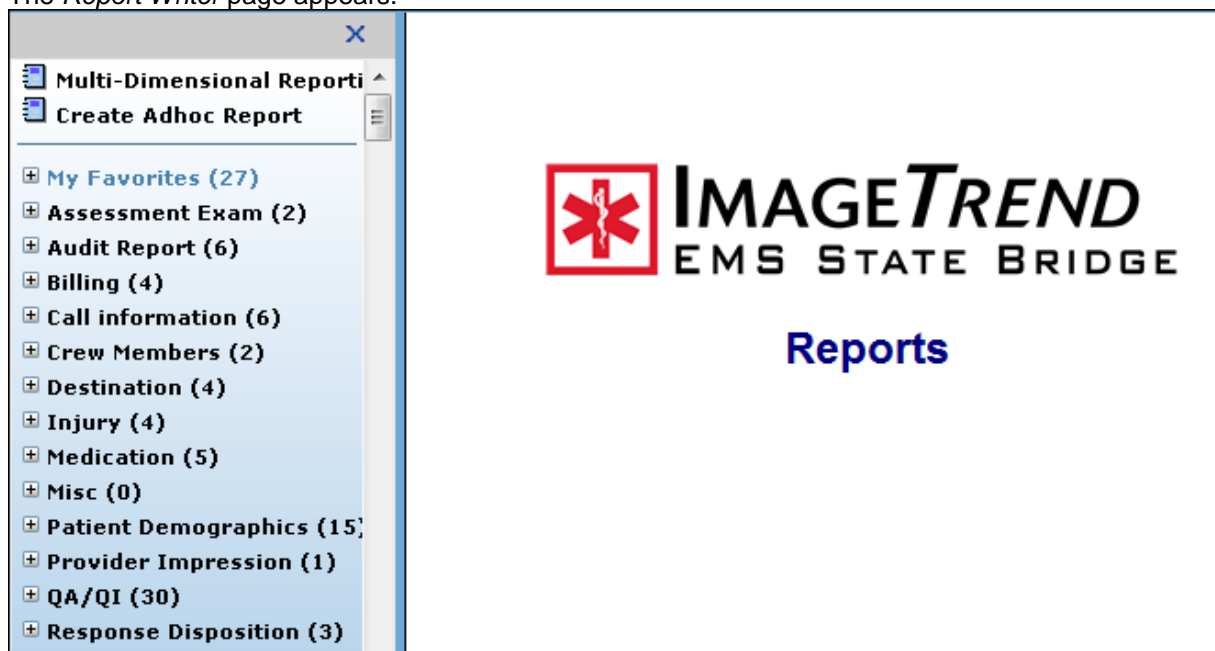 The Report Writer page appears.
Multi-Dimensional Reporti
Create Adhoc Report
My Favorites (27)
Assessment Exam (2)
Audit Report (6)
Billing (4)
Call information (6)
Crew Members (2)
Destination (4)
Injury (4)
Medication (5)
Misc (0)
Patient Demographics (15)
Provider Impression (1)
QA/QI (30)
Response Disposition (3)
IMAGETREND
EMS STATE BRIDGE
Reports